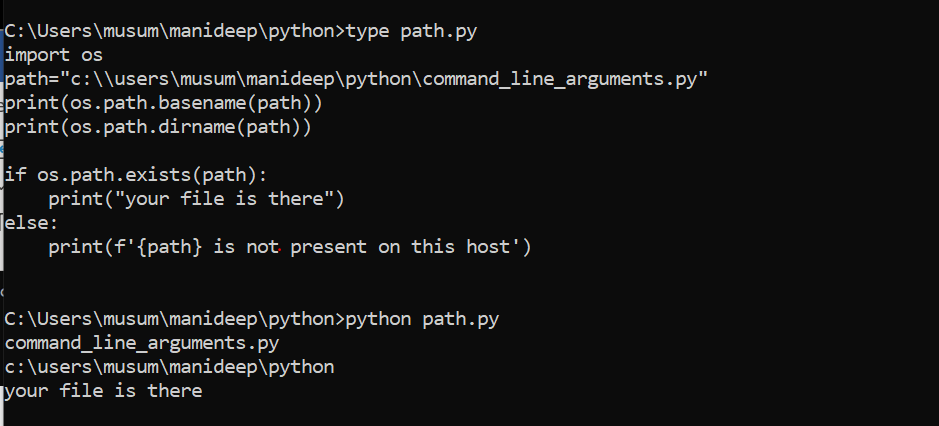 C:\Users\musum\manideep\python>type path.py
import os
path="c:\\users\musum\manideep\python\command_line_arguments.py"
print(os.path.basename(path))
print(os.path.dirname(path))
if os.path.exists(path):
    print("your file is there")
else:
    print(f'{path} is not present on this host')
C:\Users\musum\manideep\python>python path.py
command_line_arguments.py
c:\users\musum\manideep\python
your file is there